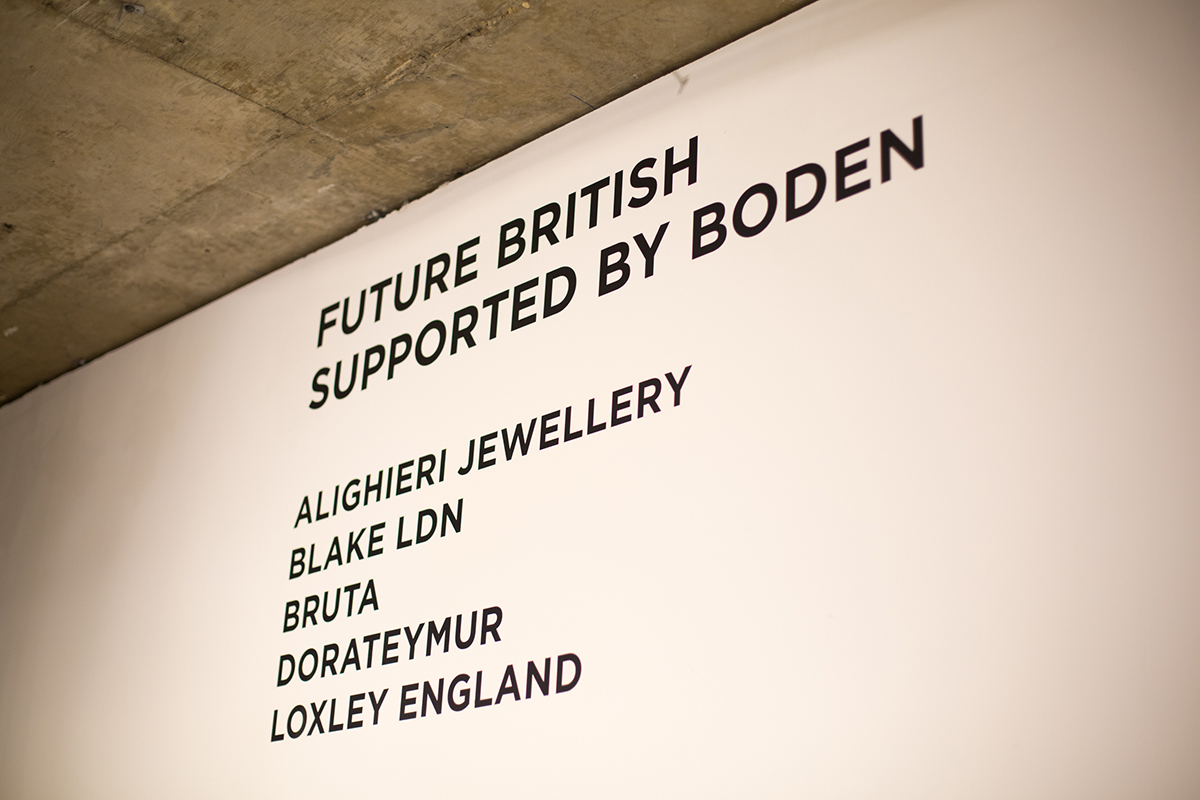 FUTURE BRITISH
SUPPORTED BY BODEN
ALIGHIERI JEWELLERY
BLAKE LDN
BRUTA
DORATEYMUR
LOXLEY ENGLAND